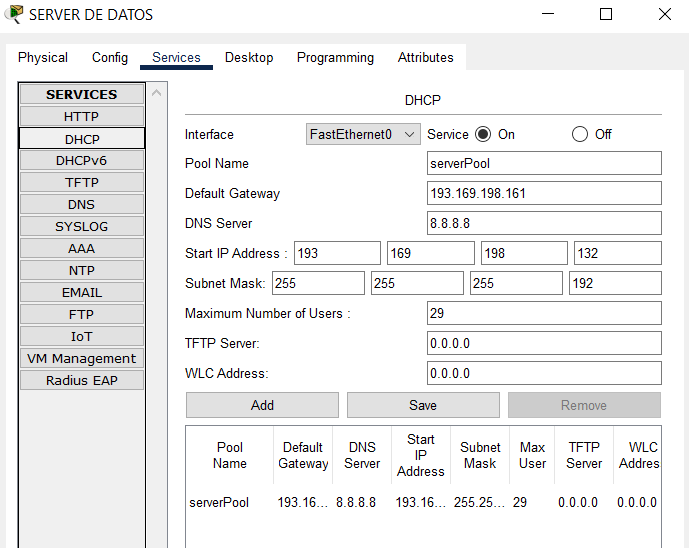 SERVER DE DATOS
Physical Config Services Desktop Programming Attributes
SERVICES
HTTP
DHCP
DHCPv6
TFTP
DNS
SYSLOG
AAA
NTP
EMAIL
FTP
IoT
VM Management
Radius EAP
DHCP
Interface FastEthernet0 Service On Off
Pool Name serverPool
Default Gateway 193.169.198.161
DNS Server 8.8.8.8
Start IP Address : 193 169 198 132
Subnet Mask: 255 255 255 192
Maximum Number of Users : 29
TFTP Server: 0.0.0.0
WLC Address: 0.0.0.0
Add Save Remove
Pool Name Default Gateway DNS Server Start IP Address Subnet Mask Max User TFTP Server WLC Addres
serverPool 193.16... 8.8.8.8 193.16... 255.25... 29 0.0.0.0 0.0.0.0